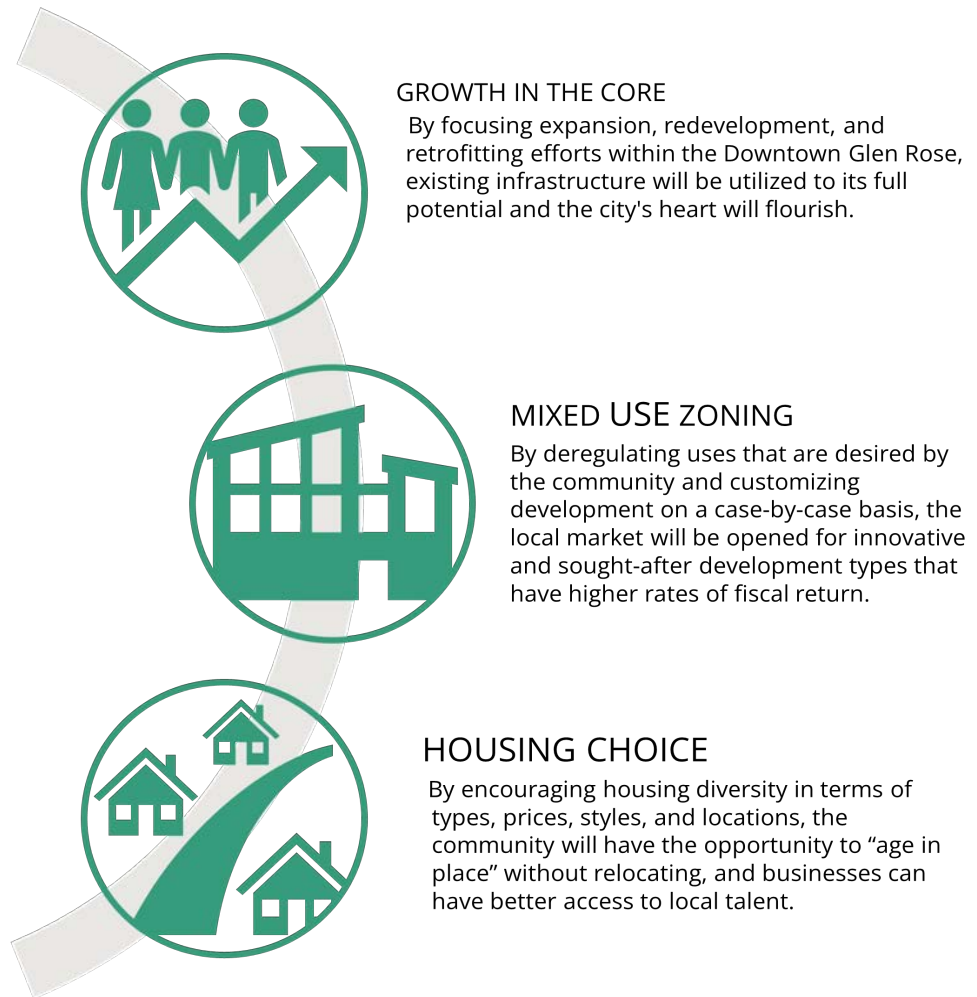 GROWTH IN THE CORE
By focusing expansion, redevelopment, and
retrofitting efforts within the Downtown Glen Rose,
existing infrastructure will be utilized to its full
potential and the city's heart will flourish.
MIXED USE ZONING
By deregulating uses that are desired by
the community and customizing
development on a case-by-case basis, the
local market will be opened for innovative
and sought-after development types that
have higher rates of fiscal return.
HOUSING CHOICE
By encouraging housing diversity in terms of
types, prices, styles, and locations, the
community will have the opportunity to “age in
place” without relocating, and businesses can
have better access to local talent.